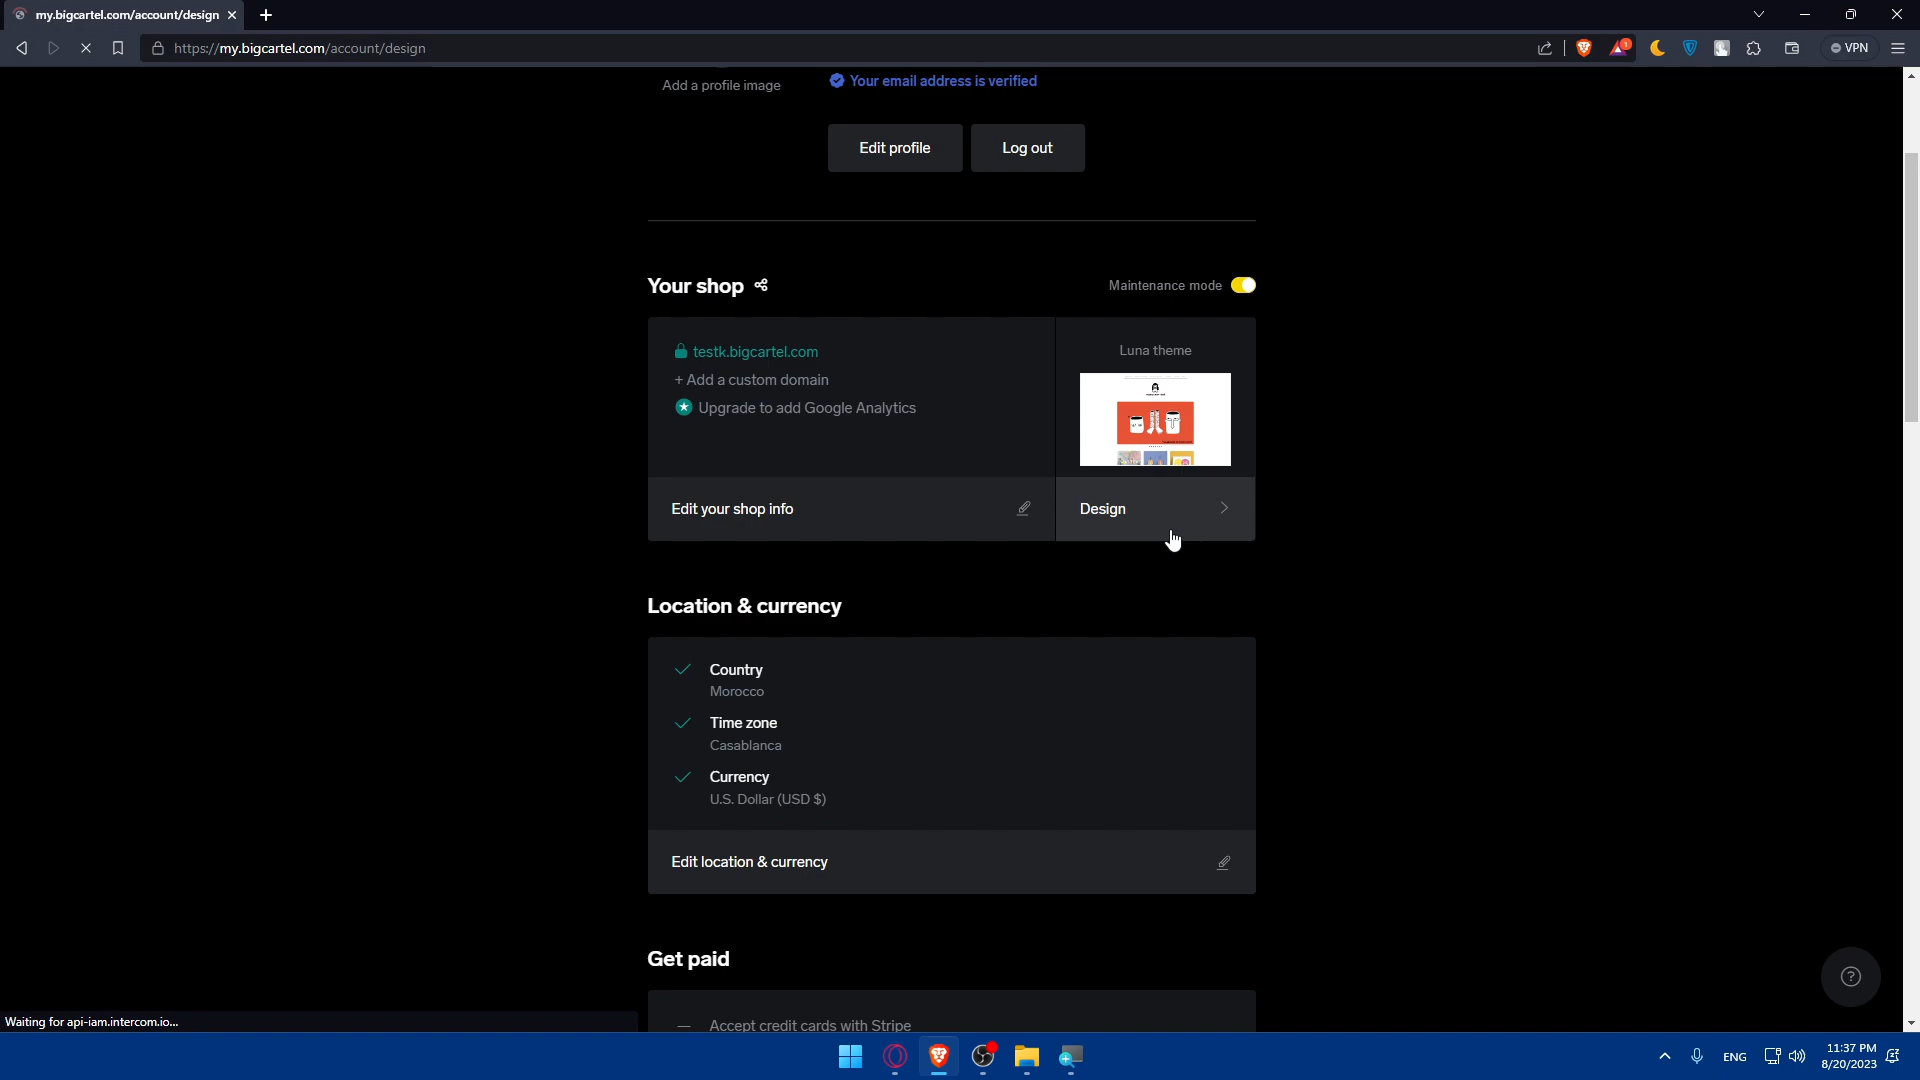 my.bigcartel.com/account/design
https://my.bigcartel.com/account/design
VPN
Add a profile image
Your email address is verified
Edit profile
Log out
Your shop
Maintenance mode
testk.bigcartel.com
+ Add a custom domain
Upgrade to add Google Analytics
Luna theme
Edit your shop info
Design
Location & currency
Country
Morocco
Time zone
Casablanca
Currency
U.S. Dollar (USD $)
Edit location & currency
Get paid
Accept credit cards with Stripe
Waiting for api-iam.intercom.io...
ENG
11:37 PM
8/20/2023